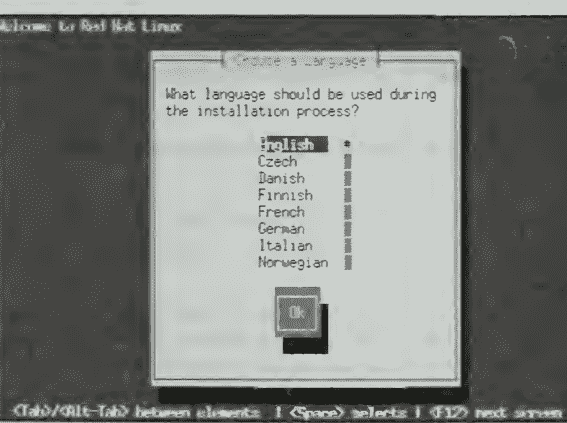 Welcome to Red Hat Linux
Choose a Language
What language should be used during
the installation process?
English
Czech
Danish
Finnish
French
German
Italian
Norwegian
Ok
<Tab>/<Alt-Tab> between elements | <Space> selects | <F12> next screen